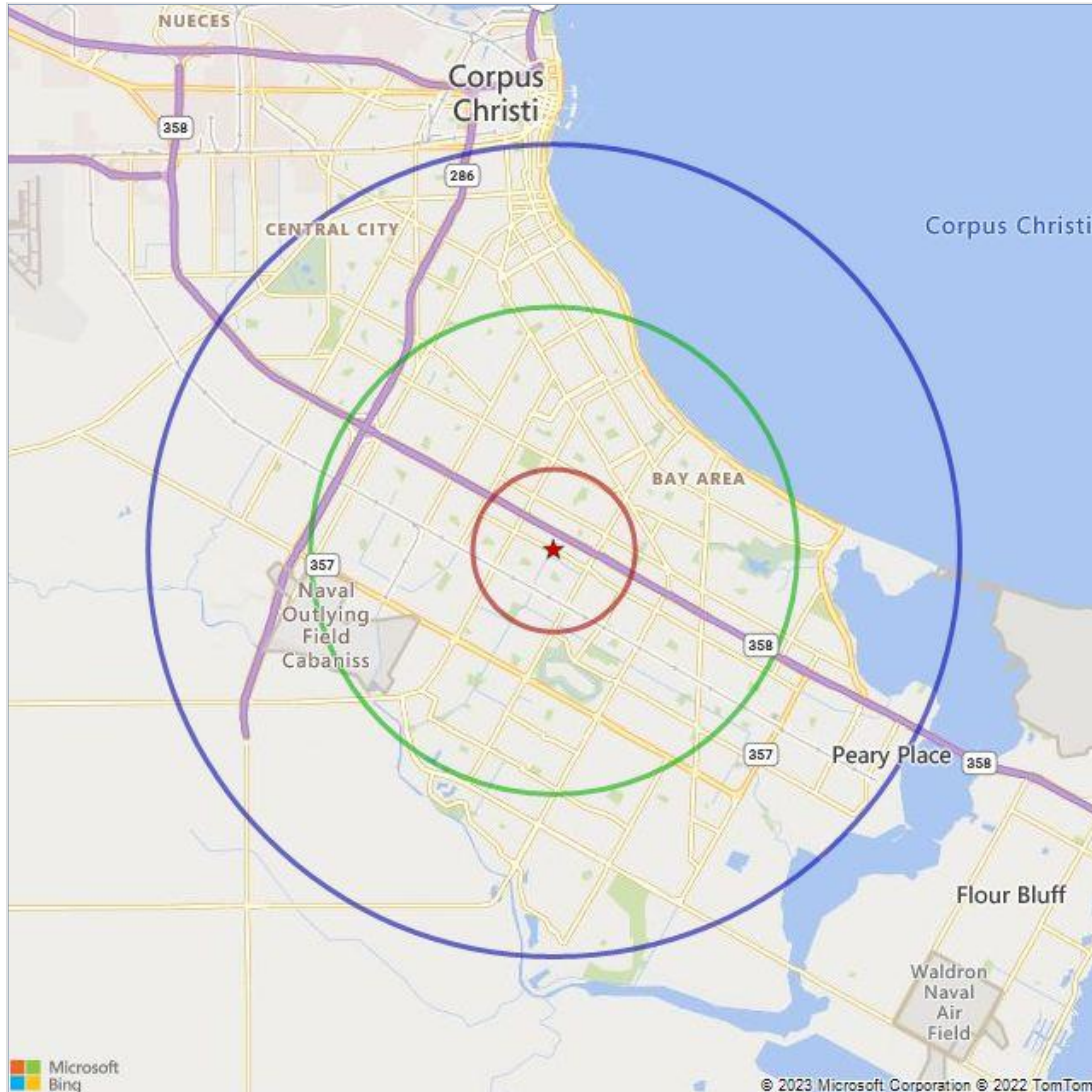 NUECES
Corpus
Christi
358
286
Corpus Christi
CENTRAL CITY
BAY AREA
357
Naval
Outlying
Field
Cabaniss
358
357
Peary Place
358
Flour Bluff
Waldron
Naval
Air
Field
Microsoft
Bing
© 2023 Microsoft Corporation © 2022 TomTom